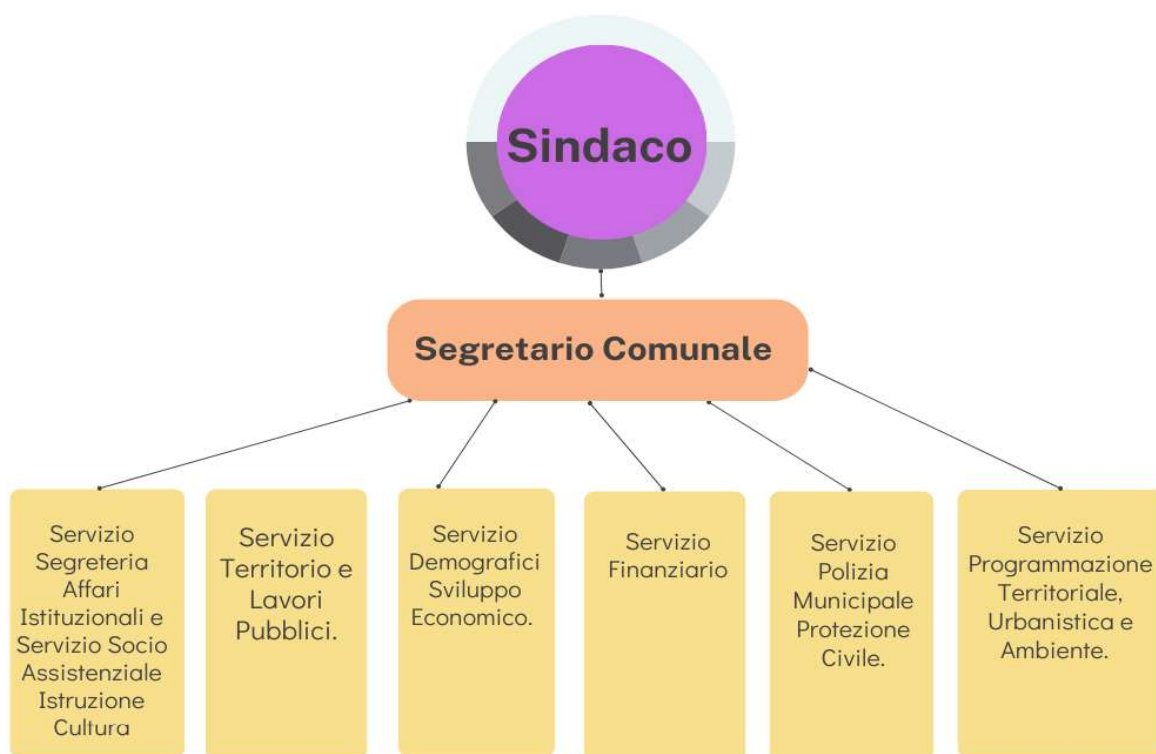 Sindaco
Segretario Comunale
Servizio
Segreteria
Affari
Istituzionali e
Servizio Socio
Assistenziale
Istruzione
Cultura
Servizio
Territorio e
Lavori
Pubblici.
Servizio
Demografici
Sviluppo
Economico.
Servizio
Finanziario
Servizio
Polizia
Municipale
Protezione
Civile.
Servizio
Programmazione
Territoriale,
Urbanistica e
Ambiente.